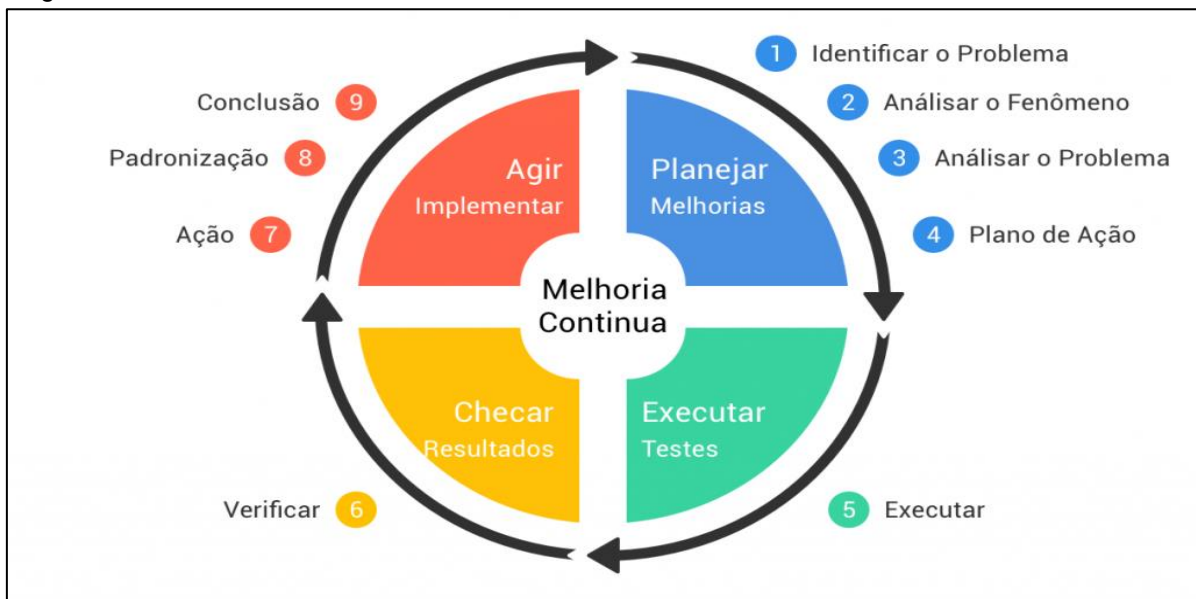 1 Identificar o Problema
2 Análisar o Fenômeno
3 Análisar o Problema
4 Plano de Ação
Planejar
Melhorias
Executar
Testes
5 Executar
Checar
Resultados
Verificar 6
Agir
Implementar
Ação 7
Padronização 8
Conclusão 9
Melhoria
Continua